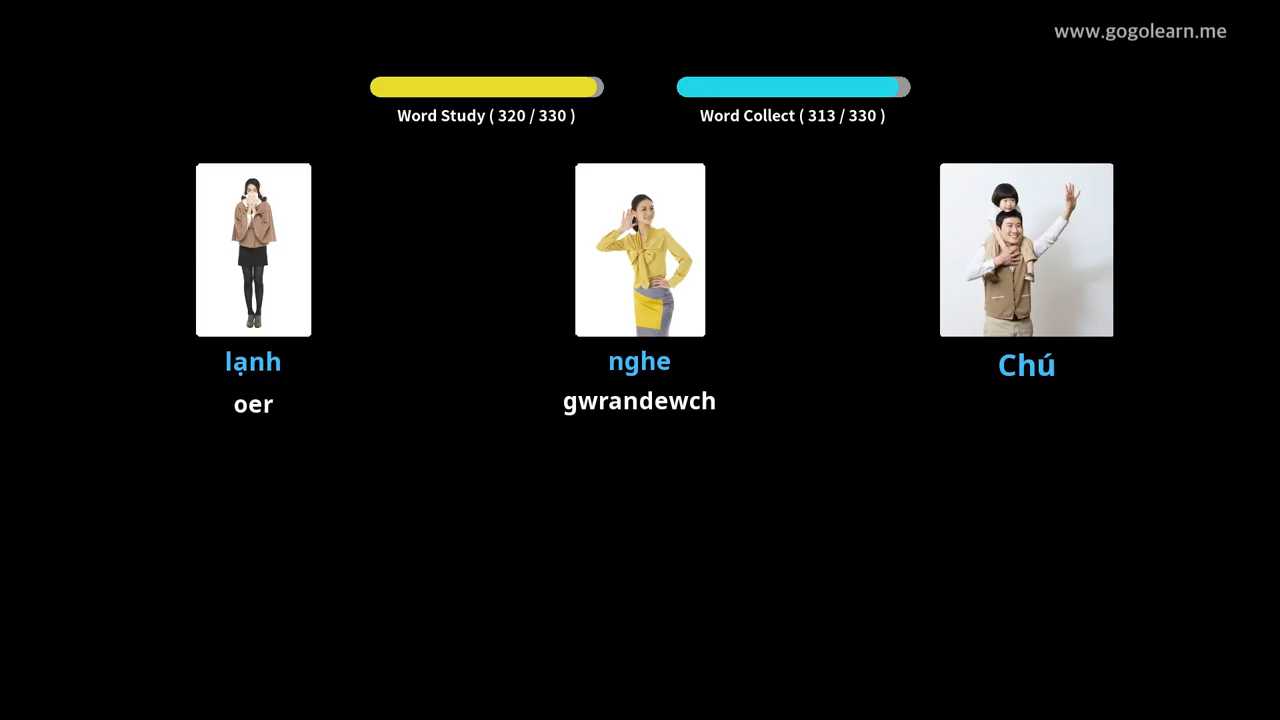 www.gogolearn.me
Word Study ( 320 / 330 )
Word Collect ( 313 / 330 )
lạnh
nghe
Chú
oer
gwrandewch